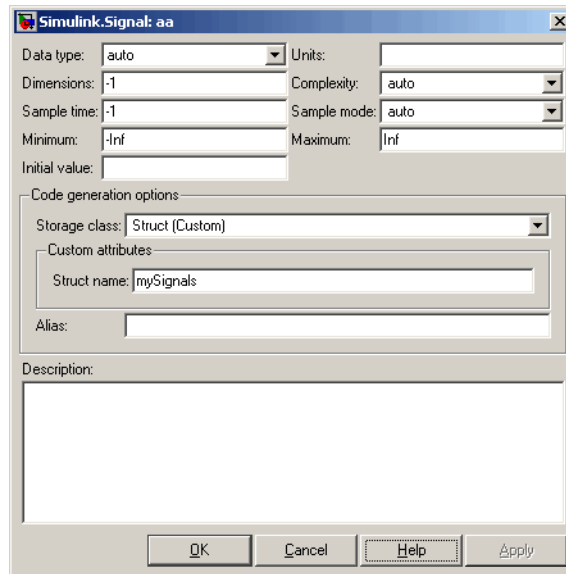 Simulink.Signal: aa
Data type: auto Units:
Dimensions: -1 Complexity: auto
Sample time: -1 Sample mode: auto
Minimum: -Inf Maximum: Inf
Initial value:
Code generation options
Storage class: Struct (Custom)
Custom attributes
Struct name: mySignals
Alias:
Description:
OK Cancel Help Apply